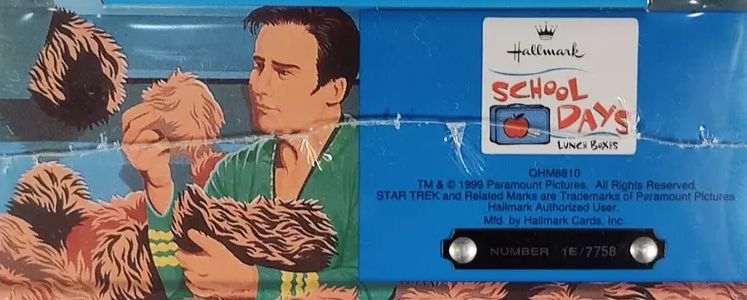 Hallmark
SCHOOL
DAYS
LUNCH BOXES
QHM8810
TM & © 1999 Paramount Pictures. All Rights Reserved.
STAR TREK and Related Marks are Trademarks of Paramount Pictures
Hallmark Authorized User.
Mfd. by Hallmark Cards, Inc.
NUMBER 1E/7758